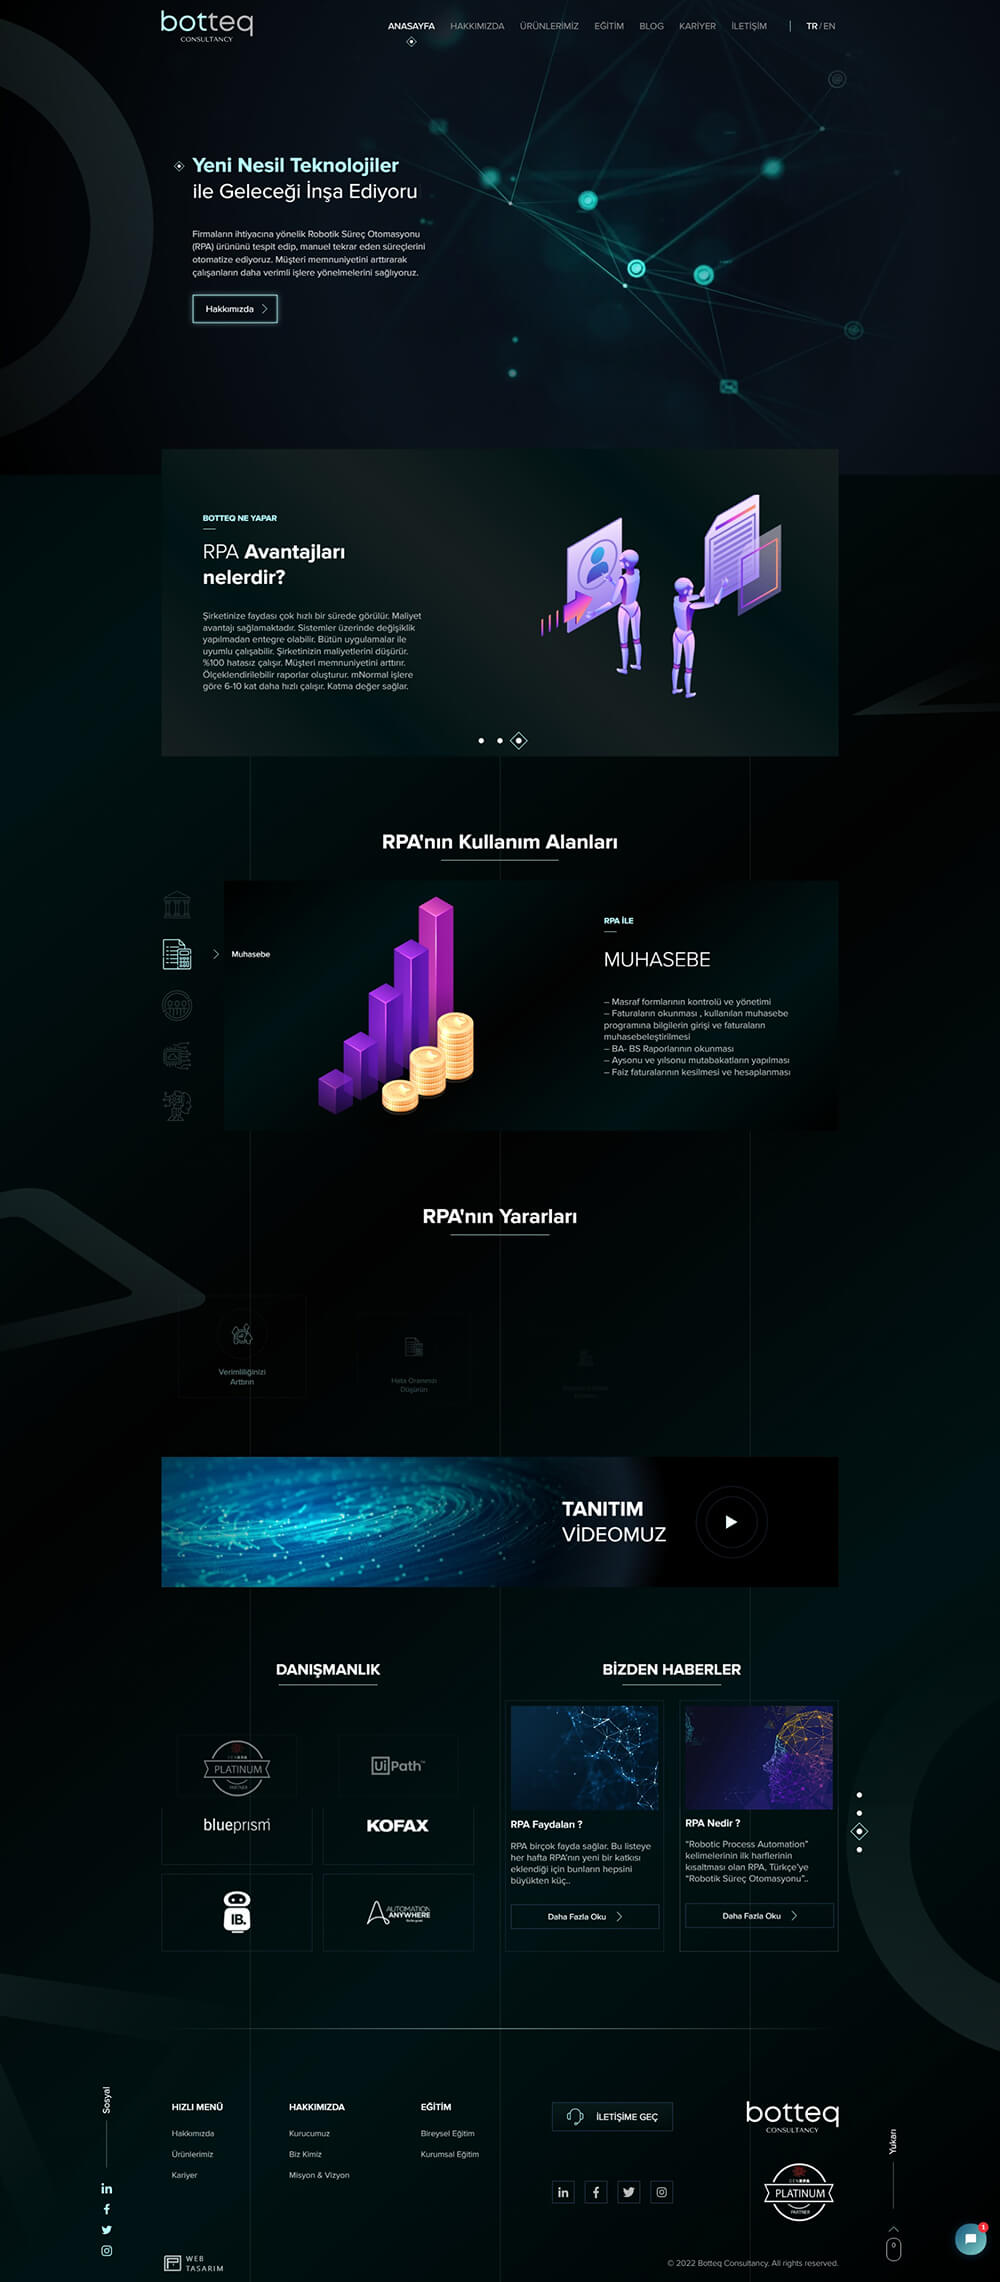 botteq
CONSULTANCY
ANASAYFA HAKKIMIZDA ÜRÜNLERİMİZ EĞİTİM BLOG KARİYER İLETİŞİM TR / EN
Yeni Nesil Teknolojiler
ile Geleceği İnşa Ediyoru
Firmaların ihtiyacına yönelik Robotik Süreç Otomasyonu
(RPA) ürününü tespit edip, manuel tekrar eden süreçlerini
otomatize ediyoruz. Müşteri memnuniyetini arttırarak
çalışanların daha verimli işlere yönelmelerini sağlıyoruz.
Hakkımızda
BOTTEQ NE YAPAR
RPA Avantajları
nelerdir?
Şirketinize faydası çok hızlı bir sürede görülür. Maliyet
avantajı sağlamaktadır. Sistemler üzerinde değişiklik
yapılmadan entegre olabilir. Bütün uygulamalar ile
uyumlu çalışabilir. Şirketinizin maliyetlerini düşürür.
%100 hatasız çalışır. Müşteri memnuniyetini arttırır.
Ölçeklendirilebilir raporlar oluşturur. mNormal işlere
göre 6-10 kat daha hızlı çalışır. Katma değer sağlar.
RPA'nın Kullanım Alanları
Muhasebe
RPA İLE
MUHASEBE
– Masraf formlarının kontrolü ve yönetimi
– Faturaların okunması , kullanılan muhasebe
programına bilgilerin girişi ve faturaların
muhasebeleştirilmesi
– BA- BS Raporlarının okunması
– Aysonu ve yılsonu mutabakatların yapılması
– Faiz faturalarının kesilmesi ve hesaplanması
RPA'nın Yararları
Verimliliğinizi
Arttırın
Hata Oranınızı
Düşürün
TANITIM
VİDEOMUZ
DANIŞMANLIK
PLATINUM
PARTNER
UiPath™
blueprism
KOFAX
IB.
AUTOMATION
ANYWHERE
BİZDEN HABERLER
RPA Faydaları ?
RPA birçok fayda sağlar. Bu listeye
her hafta RPA'nın yeni bir katkısı
eklendiği için bunların hepsini
büyükten küç..
Daha Fazla Oku
RPA Nedir ?
“Robotic Process Automation”
kelimelerinin ilk harflerinin
kısaltması olan RPA, Türkçe'ye
“Robotik Süreç Otomasyonu”..
Daha Fazla Oku
Sosyal
HIZLI MENÜ
Hakkımızda
Ürünlerimiz
Kariyer
HAKKIMIZDA
Kurucumuz
Biz Kimiz
Misyon & Vizyon
EĞİTİM
Bireysel Eğitim
Kurumsal Eğitim
İLETİŞİME GEÇ
botteq
CONSULTANCY
PLATINUM
PARTNER
Yukarı
1
WEB
TASARIM
© 2022 Botteq Consultancy. All rights reserved.